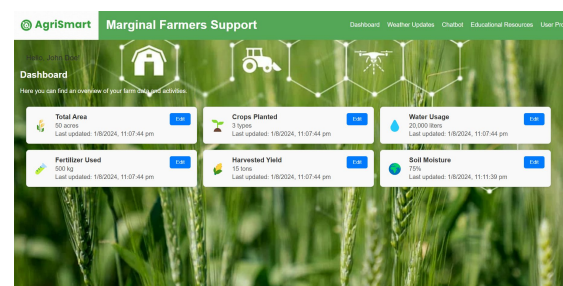 AgriSmart
Marginal Farmers Support
Dashboard Weather Updates Chatbot Educational Resources User Pro
Hello, John Doe
Dashboard
Here you can find an overview of your farm data and activities.
Total Area
Edit
50 acres
Last updated: 1/8/2024, 11:07:44 pm
Crops Planted
Edit
3 types
Last updated: 1/8/2024, 11:07:44 pm
Water Usage
Edit
20,000 liters
Last updated: 1/8/2024, 11:07:44 pm
Fertilizer Used
Edit
500 kg
Last updated: 1/8/2024, 11:07:44 pm
Harvested Yield
Edit
15 tons
Last updated: 1/8/2024, 11:07:44 pm
Soil Moisture
Edit
75%
Last updated: 1/8/2024, 11:11:39 pm